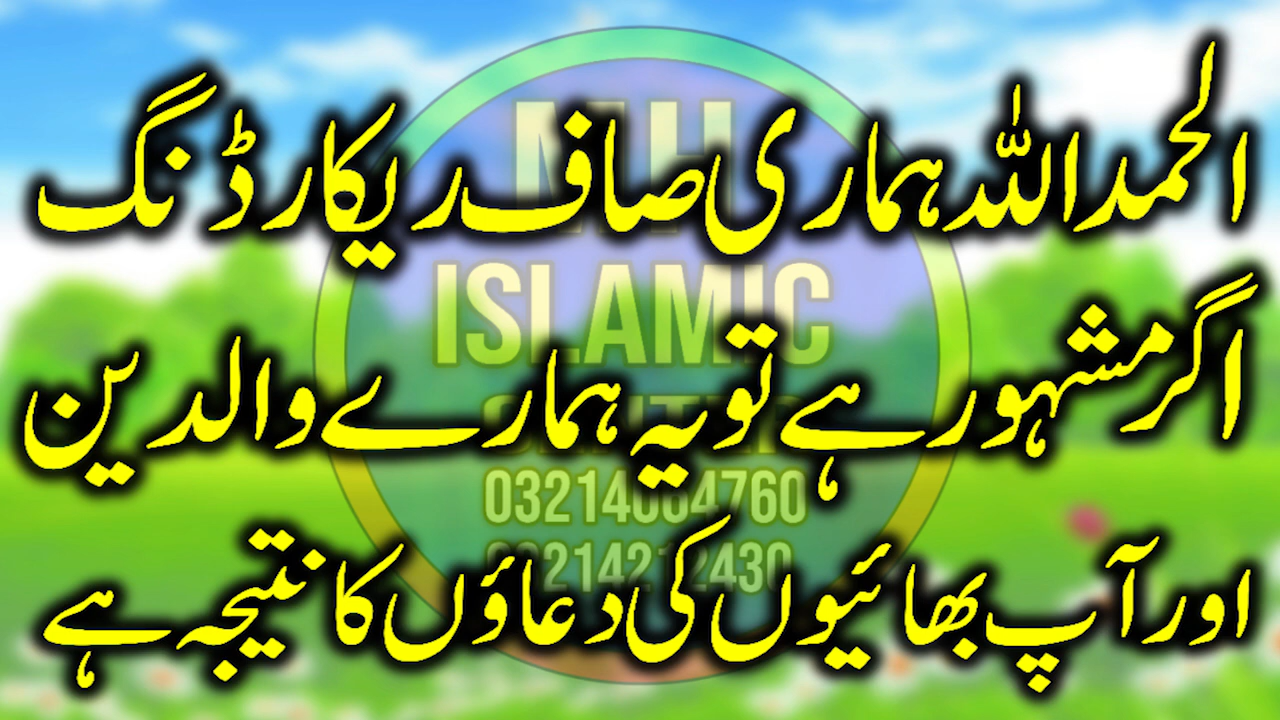 الحمداللہ ہماری صاف ریکارڈنگ
اگر مشہور ہے تو یہ ہمارے والدین
اور آپ بھائیوں کی دعاؤں کا نتیجہ ہے
ISLAMIC